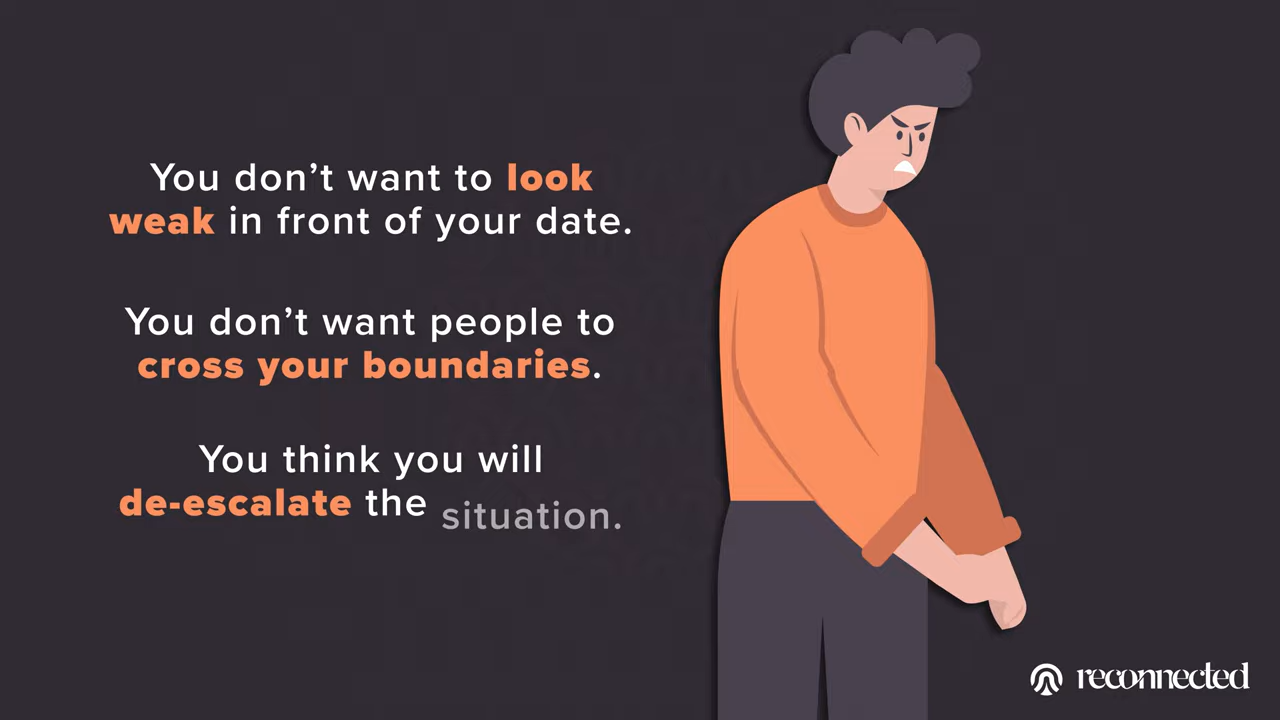 You don’t want to look
weak in front of your date.
You don’t want people to
cross your boundaries.
You think you will
de-escalate the situation.
reconnected